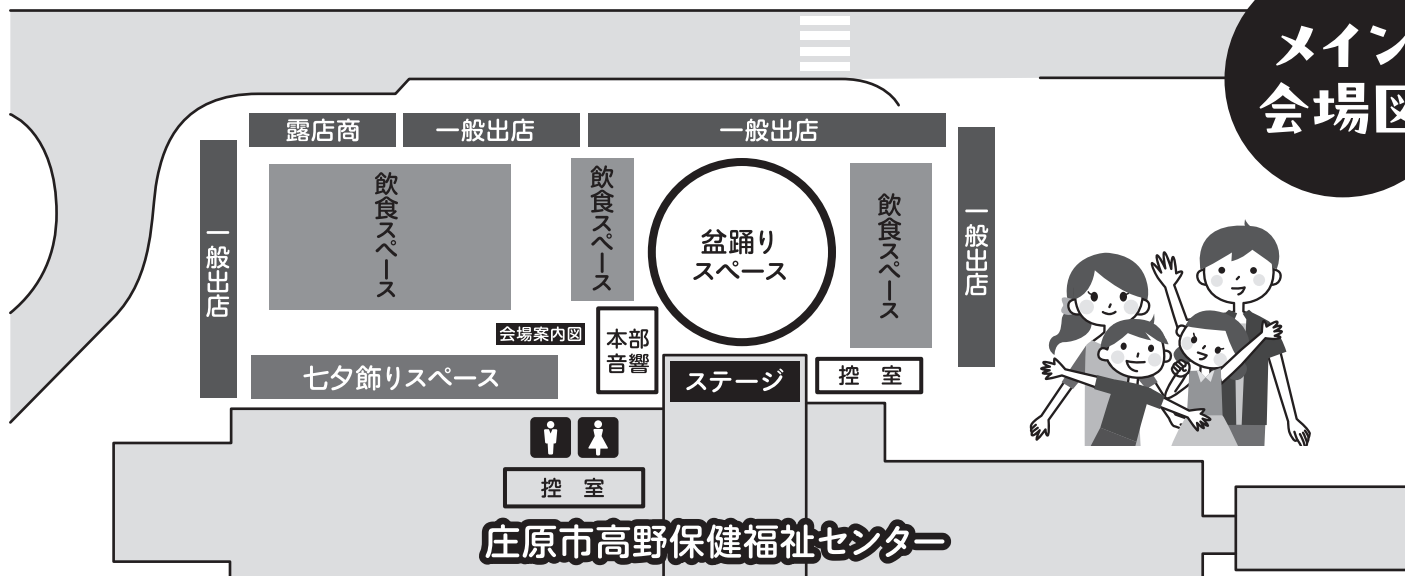 メイン
会場図
露店商
一般出店
一般出店
一般出店
飲食スペース
飲食スペース
盆踊り
スペース
飲食スペース
一般出店
会場案内図
本部
音響
七夕飾りスペース
ステージ
控 室
控 室
庄原市高野保健福祉センター